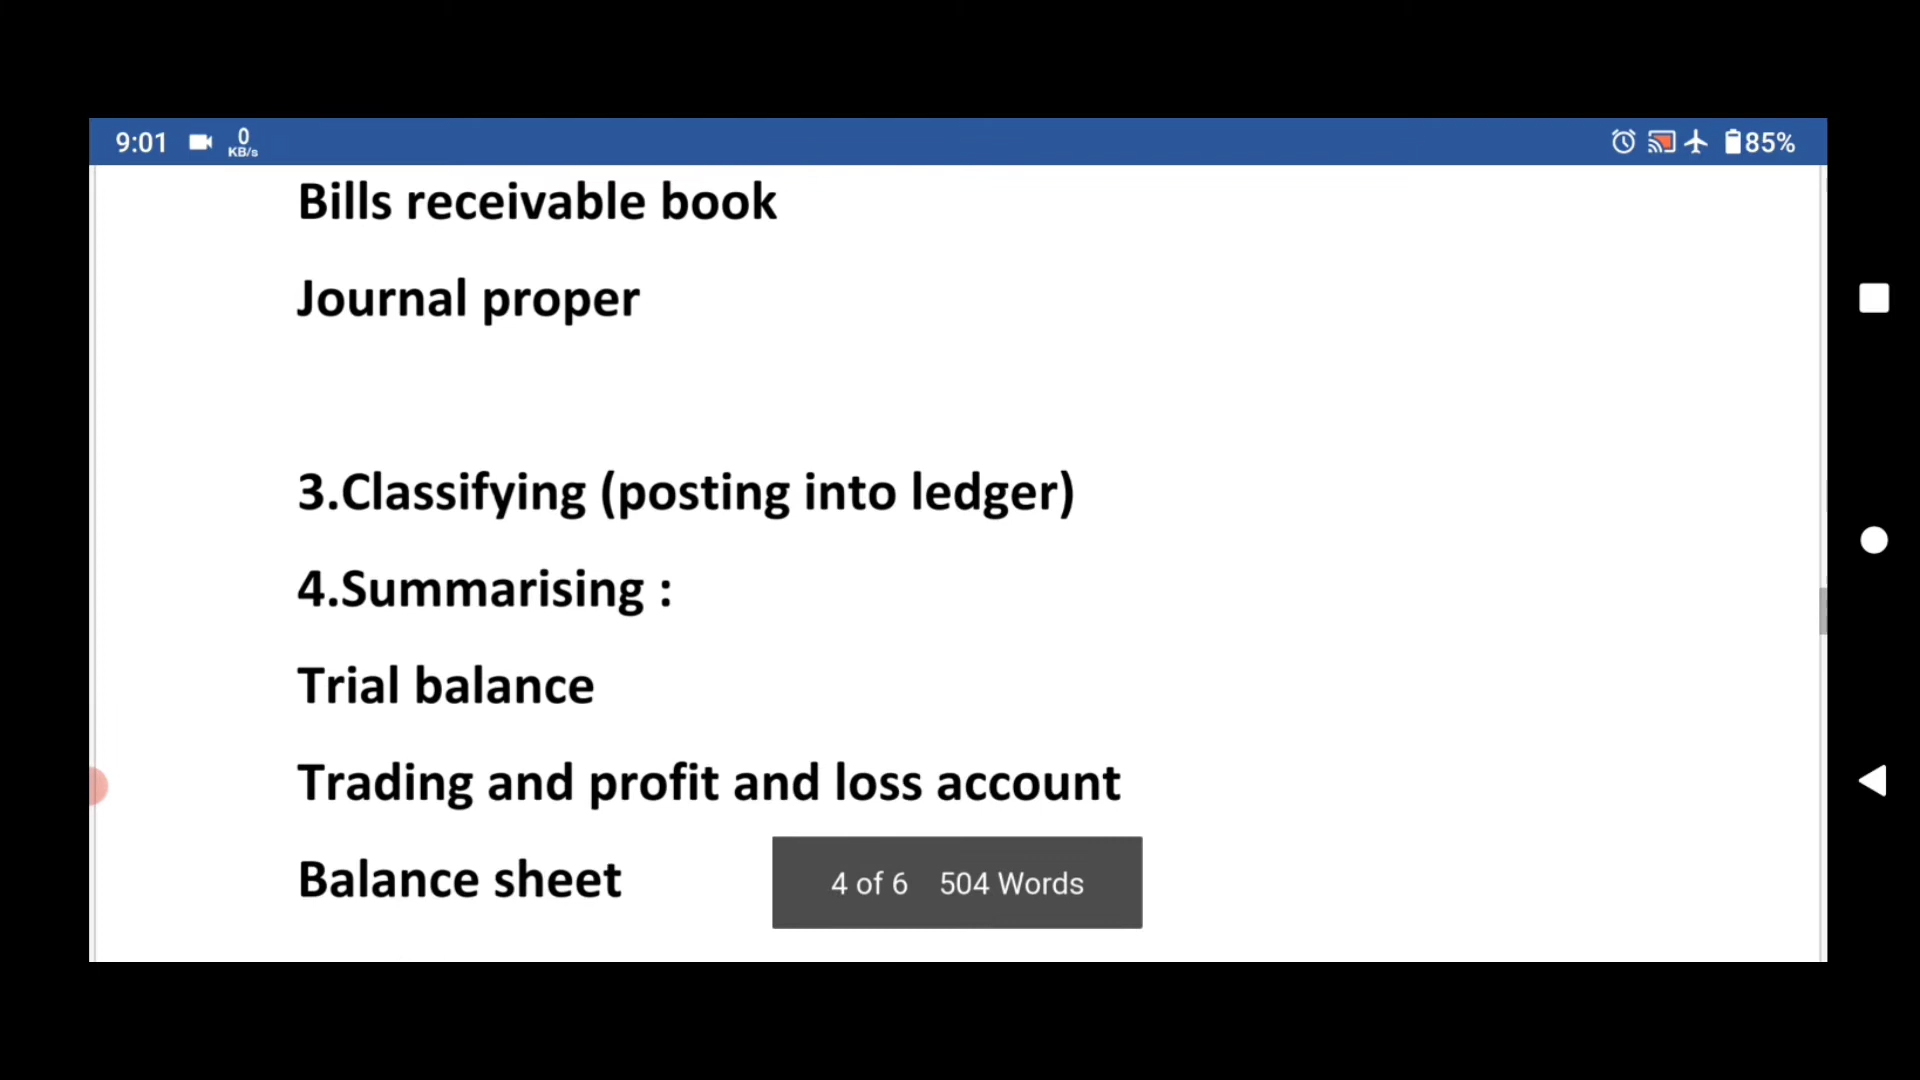 9:01 0 KB/s 85%
Bills receivable book
Journal proper
3.Classifying (posting into ledger)
4.Summarising :
Trial balance
Trading and profit and loss account
Balance sheet
4 of 6 504 Words